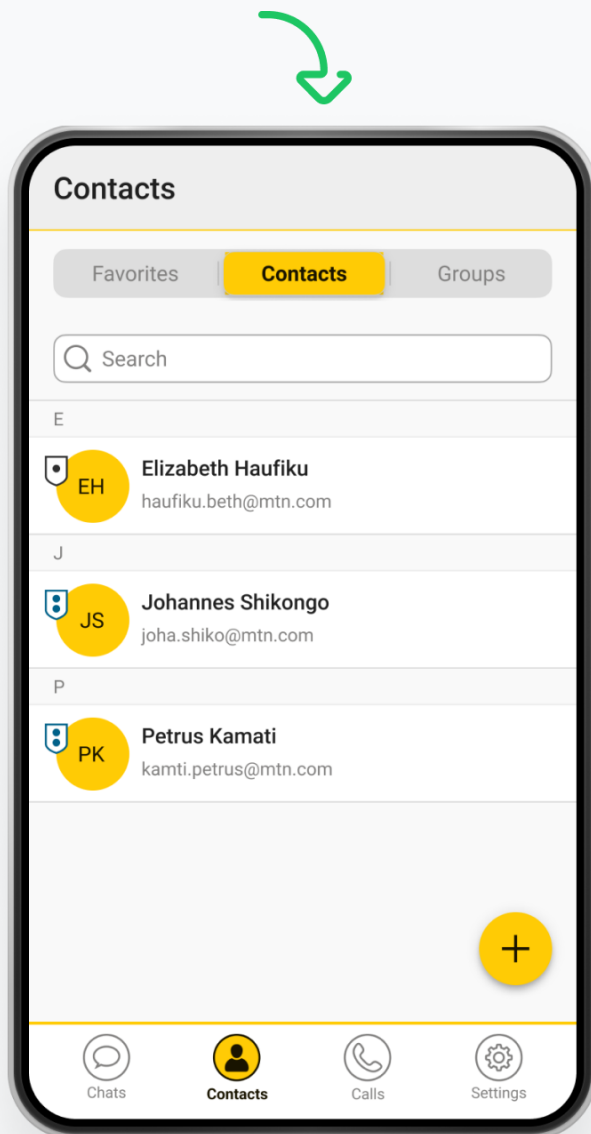 Contacts
Favorites Contacts Groups
Search
E
EH Elizabeth Haufiku
haufiku.beth@mtn.com
J
JS Johannes Shikongo
joha.shiko@mtn.com
P
PK Petrus Kamati
kamti.petrus@mtn.com
Chats Contacts Calls Settings